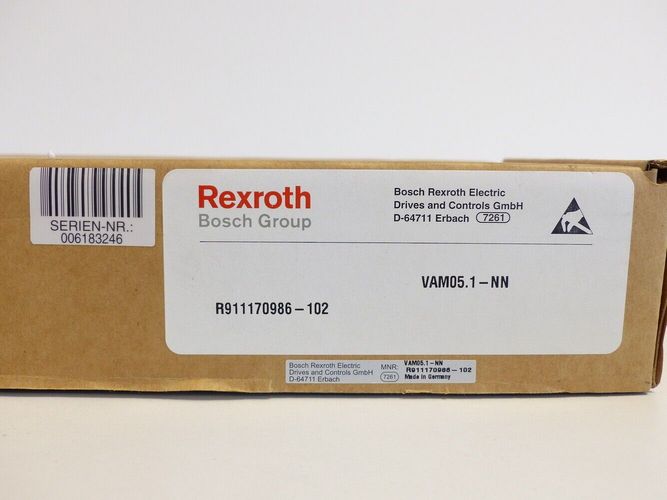 SERIEN-NR.:
006183246
Rexroth
Bosch Group
Bosch Rexroth Electric
Drives and Controls GmbH
D-64711 Erbach 7261
VAM05.1-NN
R911170986-102
Bosch Rexroth Electric
Drives and Controls GmbH
D-64711 Erbach
MNR:
7261
VAM05.1-NN
R911170986-102
Made in Germany